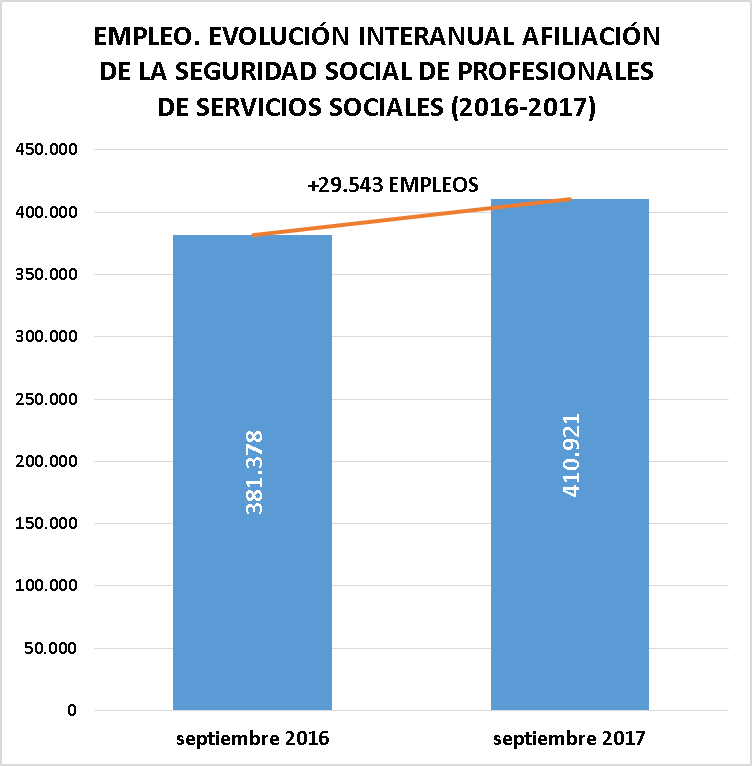 EMPLEO. EVOLUCIÓN INTERANUAL AFILIACIÓN
DE LA SEGURIDAD SOCIAL DE PROFESIONALES
DE SERVICIOS SOCIALES (2016-2017)
450.000
+29.543 EMPLEOS
400.000
350.000
300.000
250.000
200.000
150.000
100.000
50.000
0
381.378
410.921
septiembre 2016
septiembre 2017